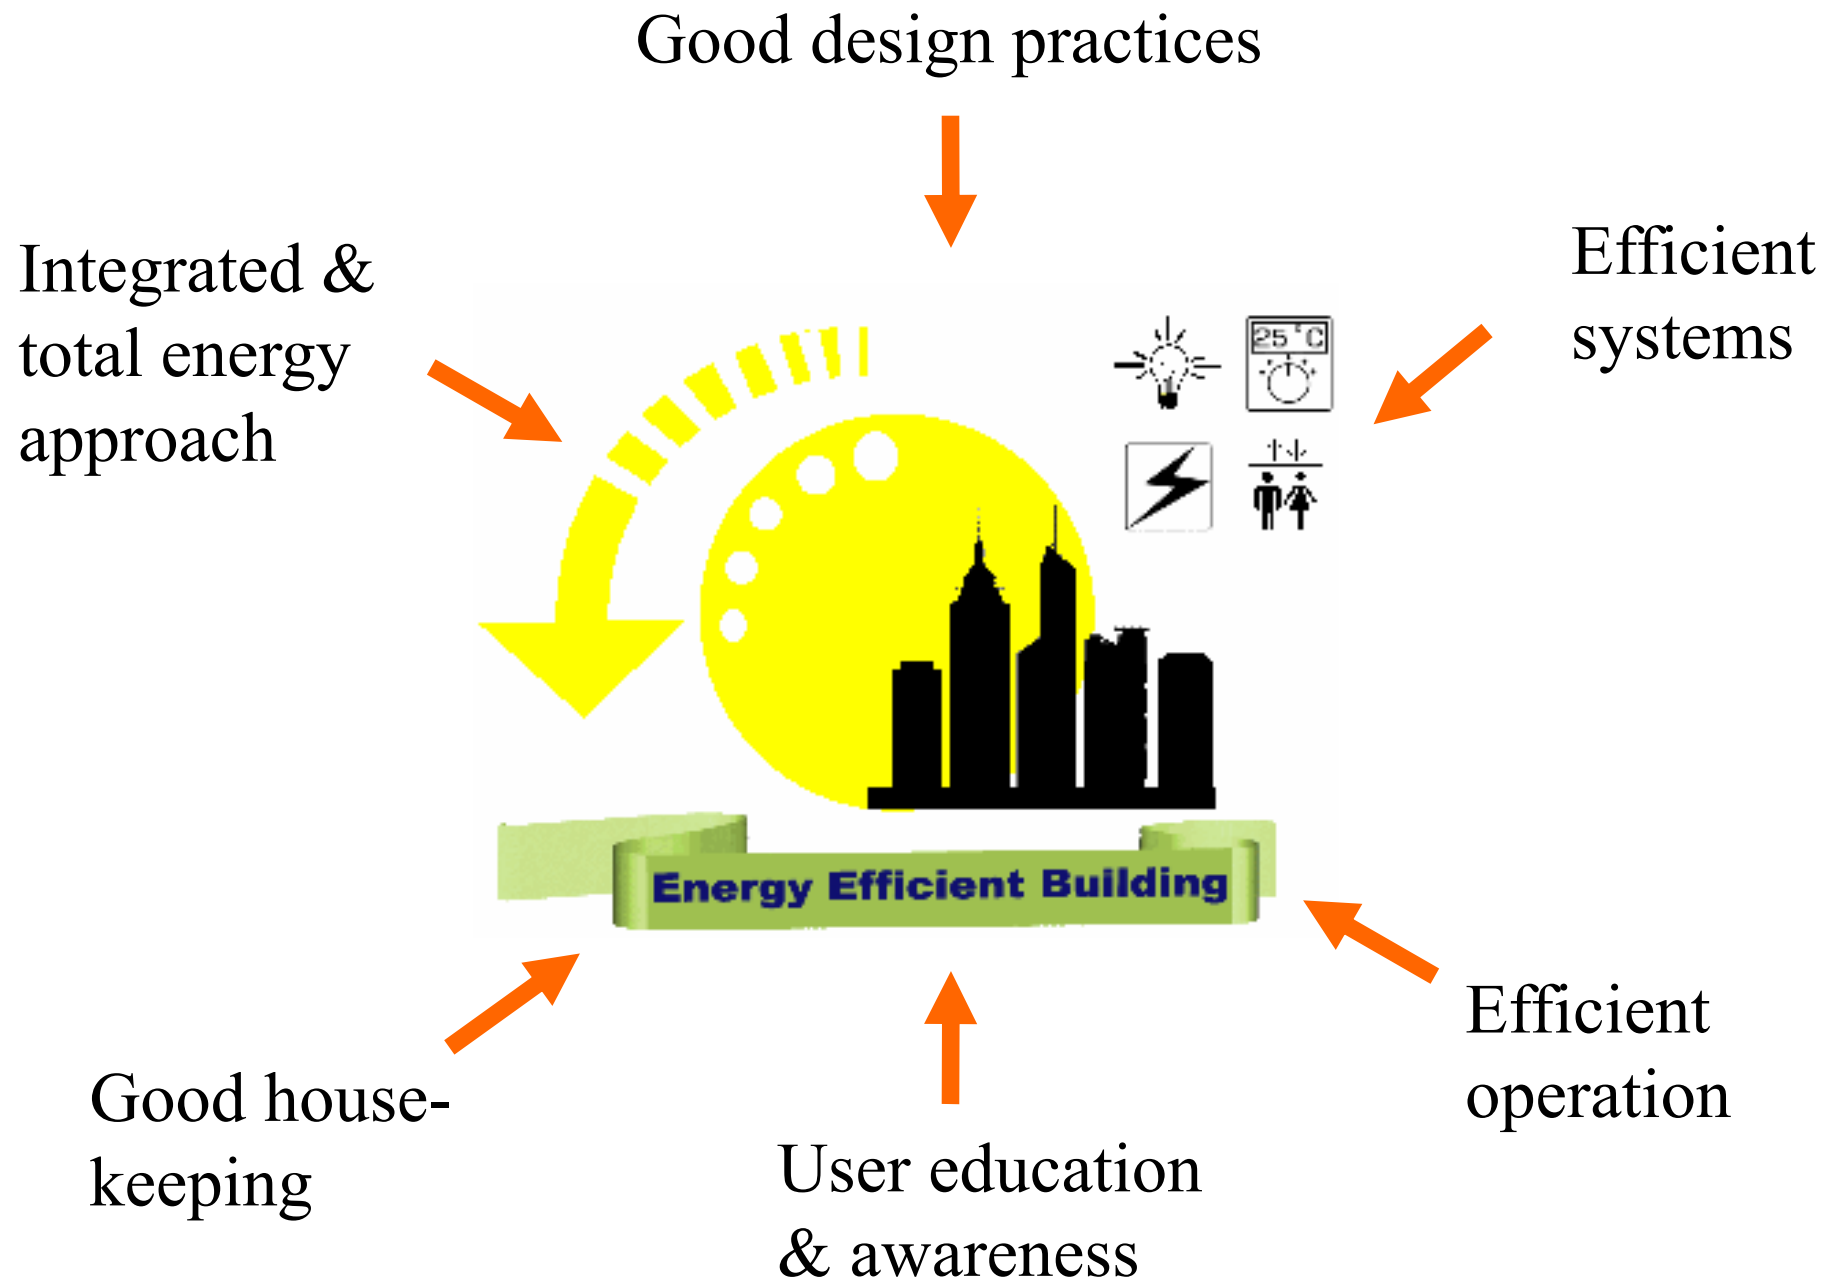 Good design practices
Integrated &
total energy
approach
Efficient
systems
25°C
Energy Efficient Building
Good house-
keeping
User education
& awareness
Efficient
operation